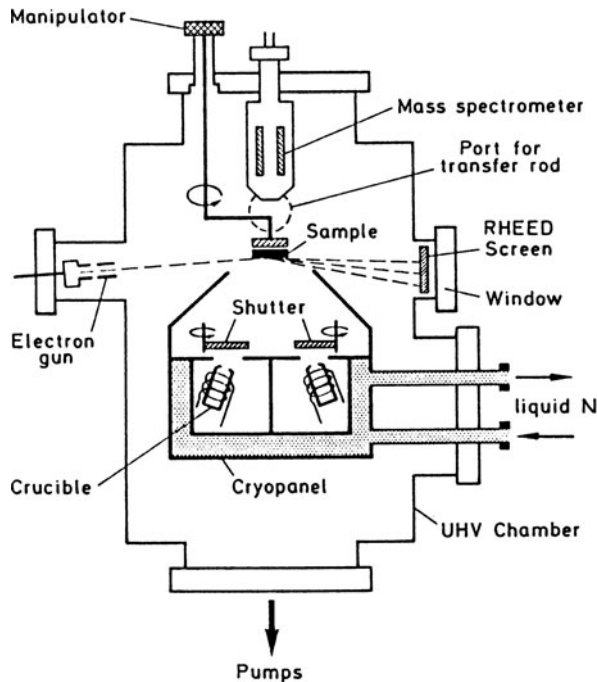 Manipulator
Mass spectrometer
Port for
transfer rod
Sample
RHEED
Screen
Window
Electron
gun
Shutter
liquid N
Crucible
Cryopanel
UHV Chamber
Pumps